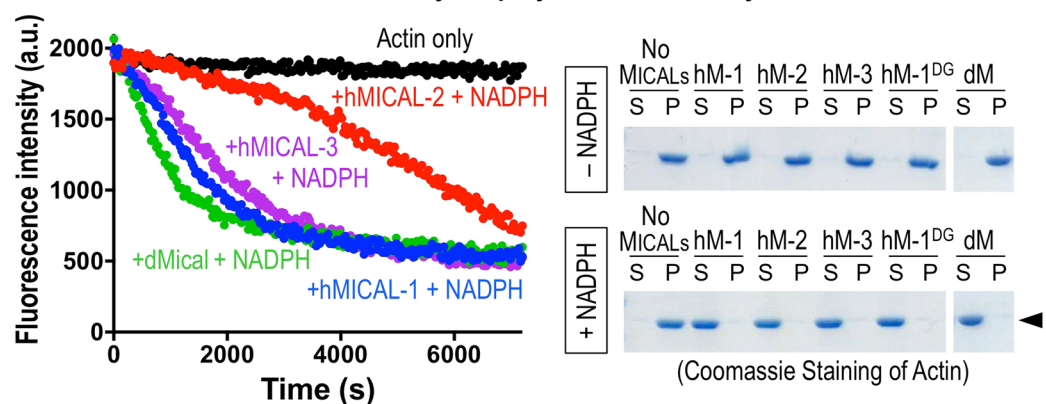 Fluorescence intensity (a.u.)
2000
1500
1000
500
0
0 2000 4000 6000
Time (s)
Actin only
+hMICAL-2 + NADPH
+hMICAL-3
+ NADPH
+dMical + NADPH
+hMICAL-1 + NADPH
– NADPH
No
MICALs hM-1 hM-2 hM-3 hM-1DG dM
S P S P S P S P S P S P
+ NADPH
No
MICALs hM-1 hM-2 hM-3 hM-1DG dM
S P S P S P S P S P S P
(Coomassie Staining of Actin)